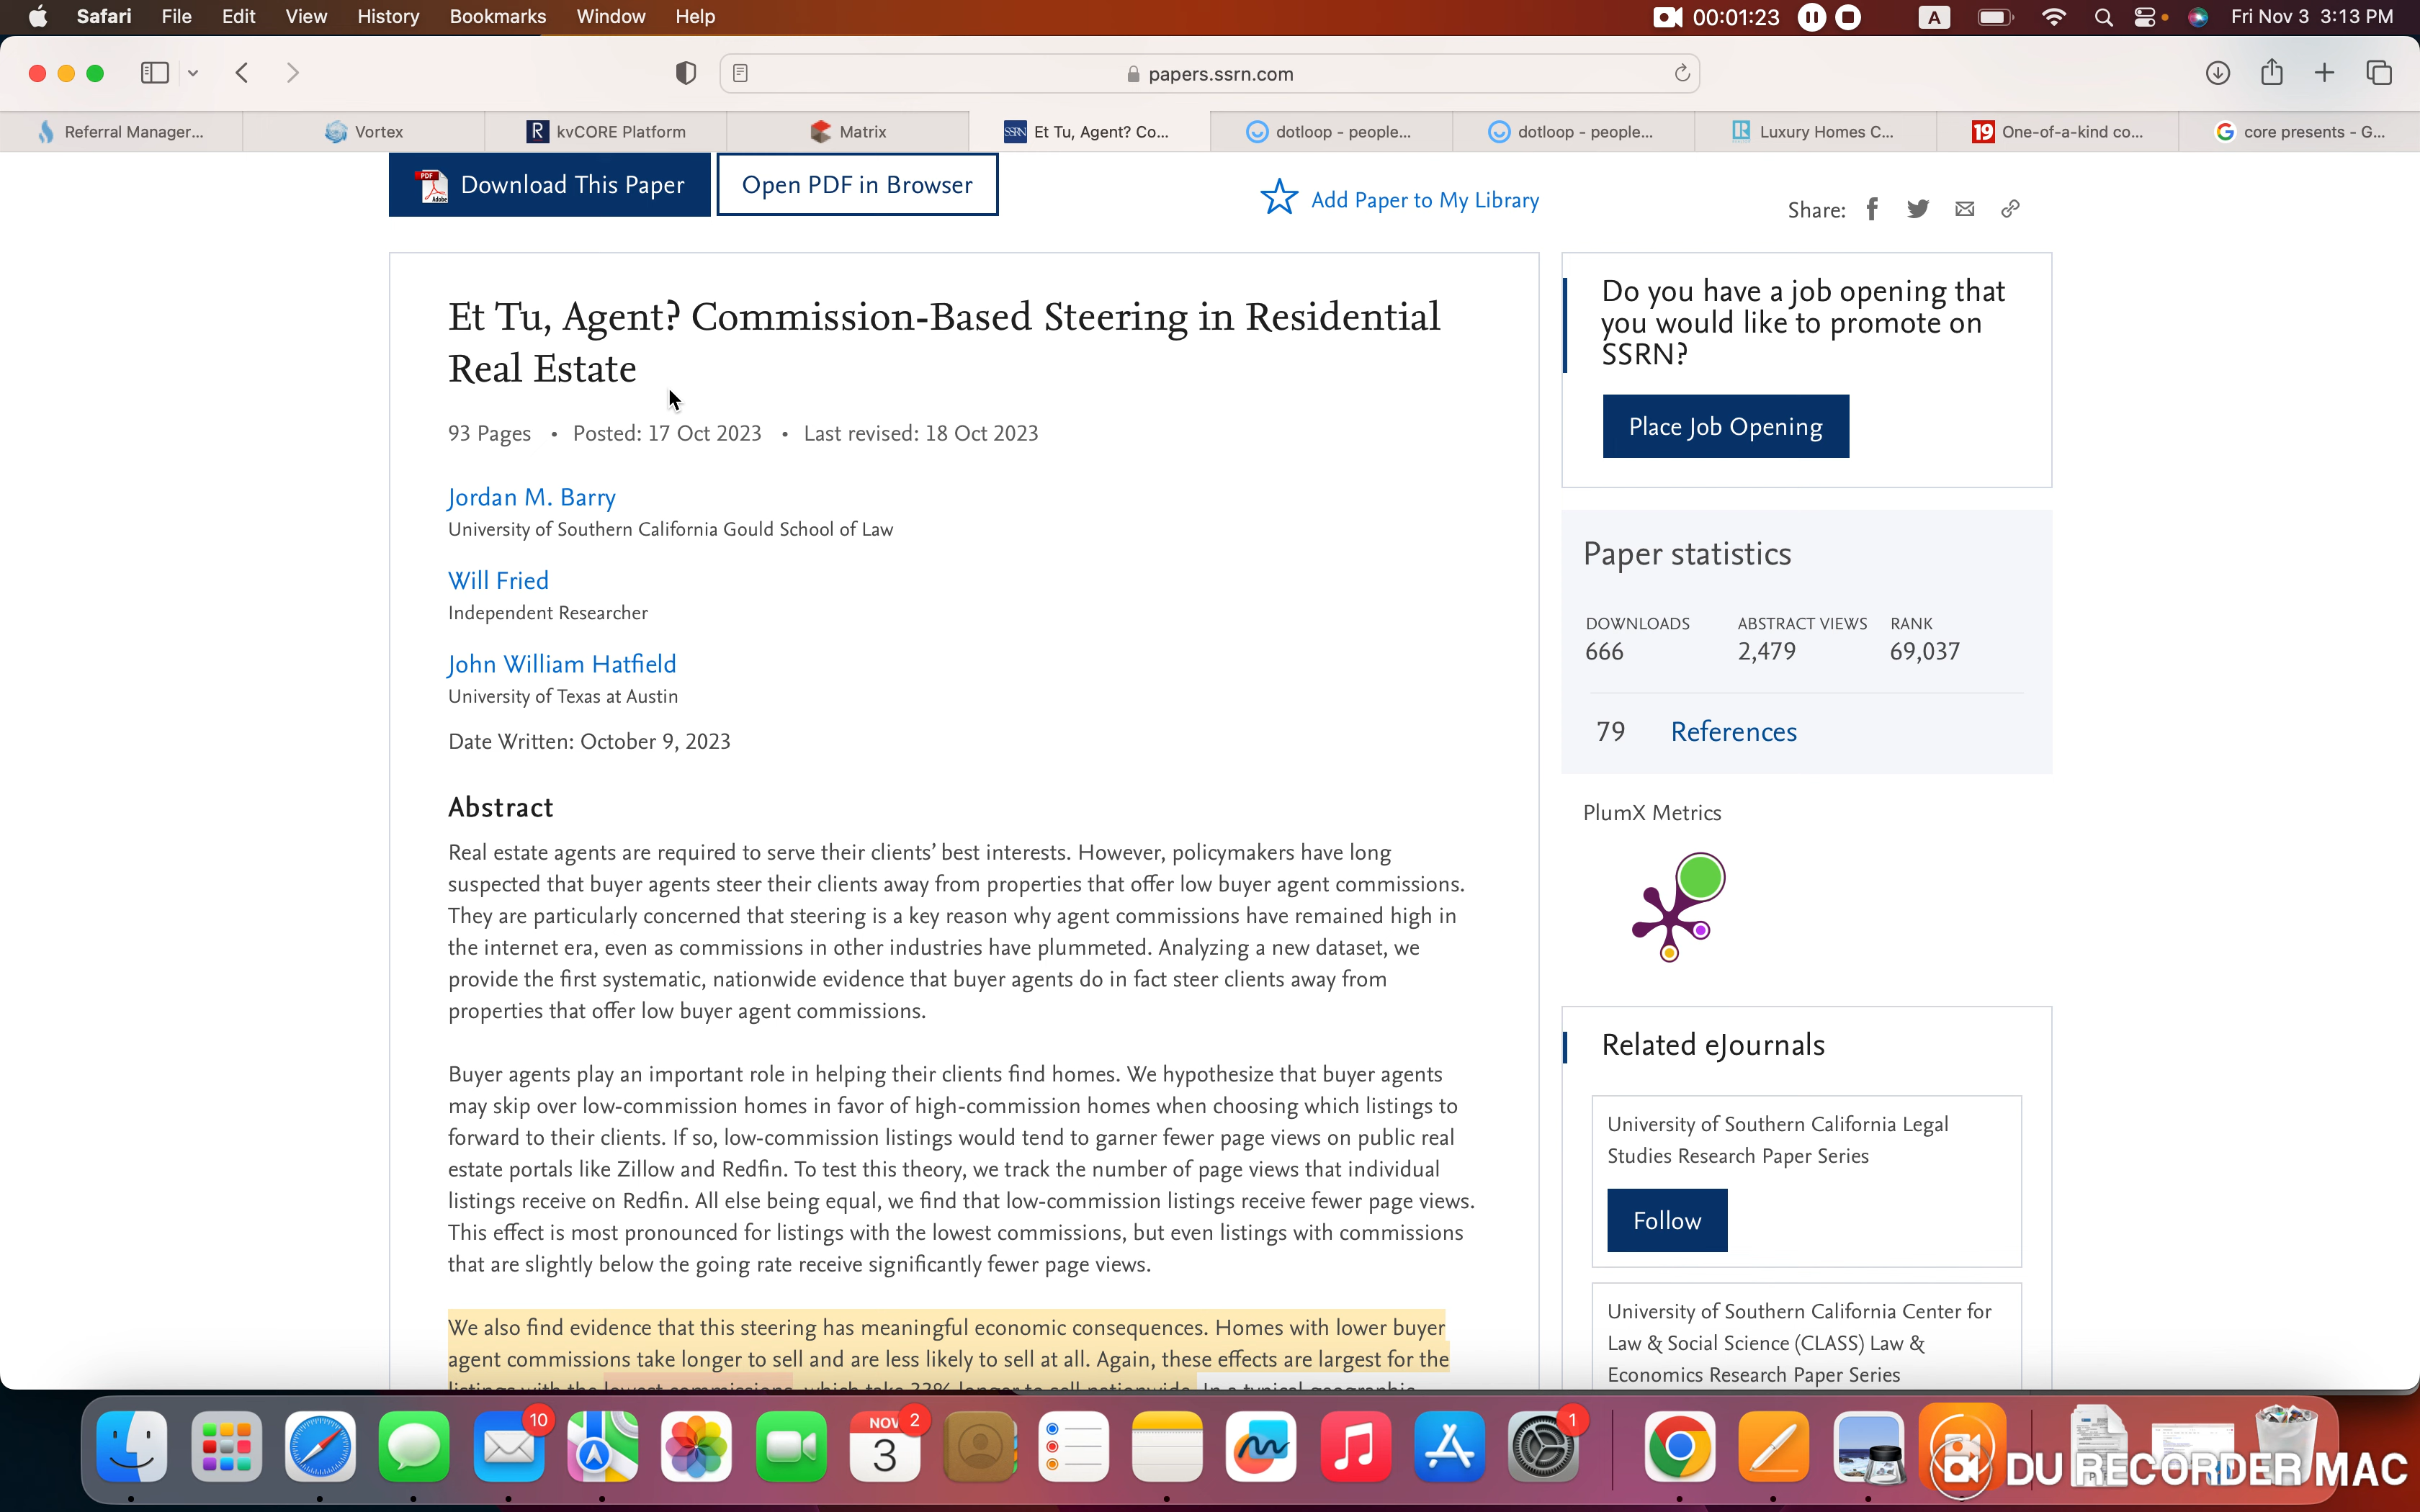 Safari File Edit View History Bookmarks Window Help 00:01:23 A Fri Nov 3 3:13 PM
papers.ssrn.com
Referral Manager... Vortex kvCORE Platform Matrix SSRN Et Tu, Agent? Co... dotloop - people... dotloop - people... Luxury Homes C... 19 One-of-a-kind co... core presents - G...
Download This Paper Open PDF in Browser Add Paper to My Library Share:
Et Tu, Agent? Commission-Based Steering in Residential
Real Estate
93 Pages • Posted: 17 Oct 2023 • Last revised: 18 Oct 2023
Jordan M. Barry
University of Southern California Gould School of Law
Will Fried
Independent Researcher
John William Hatfield
University of Texas at Austin
Date Written: October 9, 2023
Abstract
Real estate agents are required to serve their clients’ best interests. However, policymakers have long
suspected that buyer agents steer their clients away from properties that offer low buyer agent commissions.
They are particularly concerned that steering is a key reason why agent commissions have remained high in
the internet era, even as commissions in other industries have plummeted. Analyzing a new dataset, we
provide the first systematic, nationwide evidence that buyer agents do in fact steer clients away from
properties that offer low buyer agent commissions.
Buyer agents play an important role in helping their clients find homes. We hypothesize that buyer agents
may skip over low-commission homes in favor of high-commission homes when choosing which listings to
forward to their clients. If so, low-commission listings would tend to garner fewer page views on public real
estate portals like Zillow and Redfin. To test this theory, we track the number of page views that individual
listings receive on Redfin. All else being equal, we find that low-commission listings receive fewer page views.
This effect is most pronounced for listings with the lowest commissions, but even listings with commissions
that are slightly below the going rate receive significantly fewer page views.
We also find evidence that this steering has meaningful economic consequences. Homes with lower buyer
agent commissions take longer to sell and are less likely to sell at all. Again, these effects are largest for the
listings with the lowest commissions, which take 33% longer to sell nationwide. In a typical geographic
Do you have a job opening that
you would like to promote on
SSRN?
Place Job Opening
Paper statistics
DOWNLOADS ABSTRACT VIEWS RANK
666 2,479 69,037
79 References
PlumX Metrics
Related eJournals
University of Southern California Legal
Studies Research Paper Series
Follow
University of Southern California Center for
Law & Social Science (CLASS) Law &
Economics Research Paper Series
10 NOV 2 3 1
DU RECORDER MAC